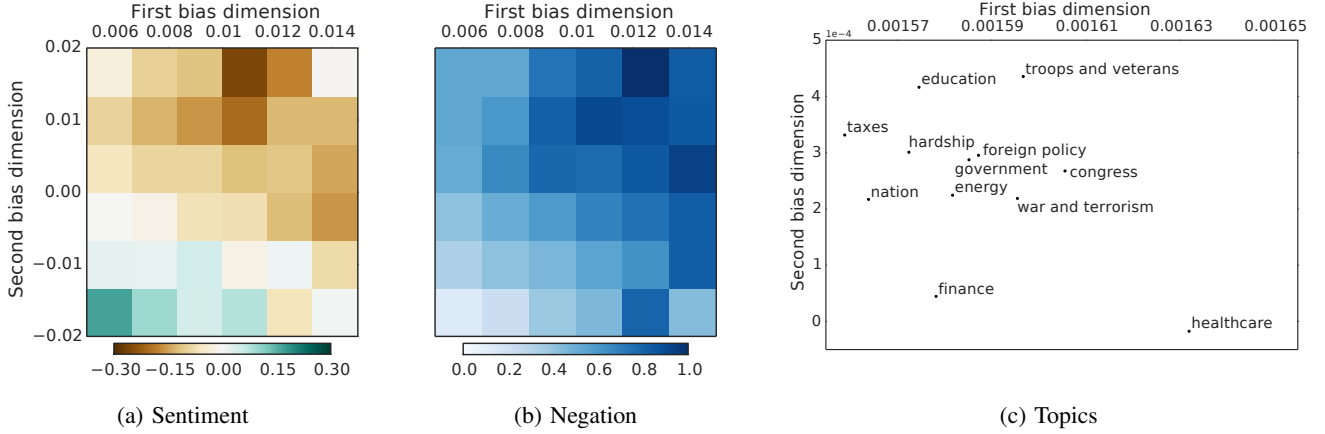 First bias dimension
0.006 0.008 0.01 0.012 0.014
Second bias dimension
0.02
0.01
0.00
−0.01
−0.02
−0.30 −0.15 0.00 0.15 0.30
(a) Sentiment
First bias dimension
0.006 0.008 0.01 0.012 0.014
0.0 0.2 0.4 0.6 0.8 1.0
(b) Negation
First bias dimension
0.00157 0.00159 0.00161 0.00163 0.00165
1e−4
Second bias dimension
5
4
3
2
1
0
troops and veterans
education
taxes
hardship
foreign policy
government
congress
nation
energy
war and terrorism
finance
healthcare
(c) Topics